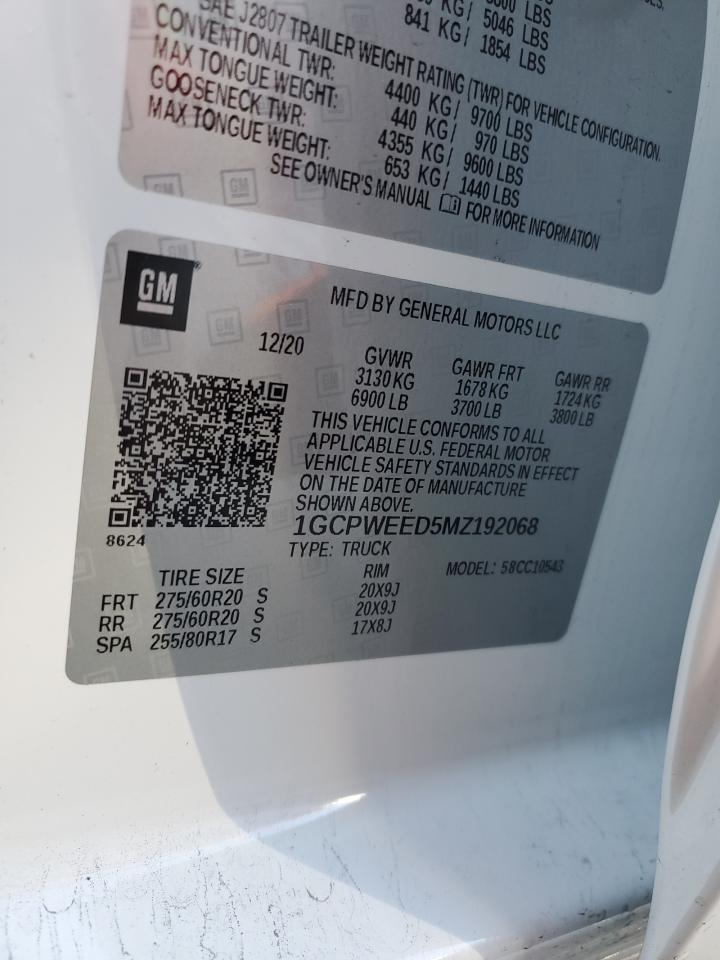 KG/ 5046 LBS
841 KG/ 1854 LBS
SAE J2807 TRAILER WEIGHT RATING (TWR) FOR VEHICLE CONFIGURATION.
CONVENTIONAL TWR: 4400 KG/ 9700 LBS
MAX TONGUE WEIGHT: 440 KG/ 970 LBS
GOOSENECK TWR: 4355 KG/ 9600 LBS
MAX TONGUE WEIGHT: 653 KG/ 1440 LBS
SEE OWNER'S MANUAL FOR MORE INFORMATION
GM®
MFD BY GENERAL MOTORS LLC
12/20
GVWR GAWR FRT GAWR RR
3130 KG 1678 KG 1724 KG
6900 LB 3700 LB 3800 LB
THIS VEHICLE CONFORMS TO ALL
APPLICABLE U.S. FEDERAL MOTOR
VEHICLE SAFETY STANDARDS IN EFFECT
ON THE DATE OF MANUFACTURE
SHOWN ABOVE.
1GCPWEED5MZ192068
8624
TYPE: TRUCK
MODEL: 58CC10543
TIRE SIZE RIM
FRT 275/60R20 S 20X9J
RR 275/60R20 S 20X9J
SPA 255/80R17 S 17X8J